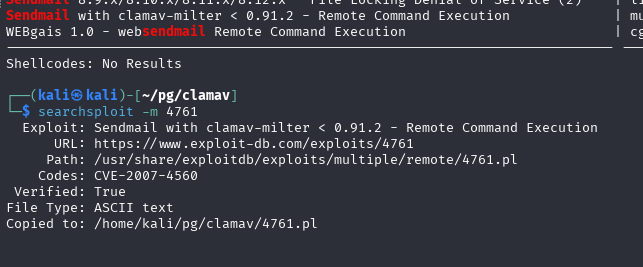 Sendmail 8.9.x/8.10.x/8.11.x/8.12.x - File Locking Denial of Service (2) | li
Sendmail with clamav-milter < 0.91.2 - Remote Command Execution | mu
WEBgais 1.0 - websendmail Remote Command Execution | cg
Shellcodes: No Results
┌──(kali㉿kali)-[~/pg/clamav]
└─$ searchsploit -m 4761
Exploit: Sendmail with clamav-milter < 0.91.2 - Remote Command Execution
URL: https://www.exploit-db.com/exploits/4761
Path: /usr/share/exploitdb/exploits/multiple/remote/4761.pl
Codes: CVE-2007-4560
Verified: True
File Type: ASCII text
Copied to: /home/kali/pg/clamav/4761.pl